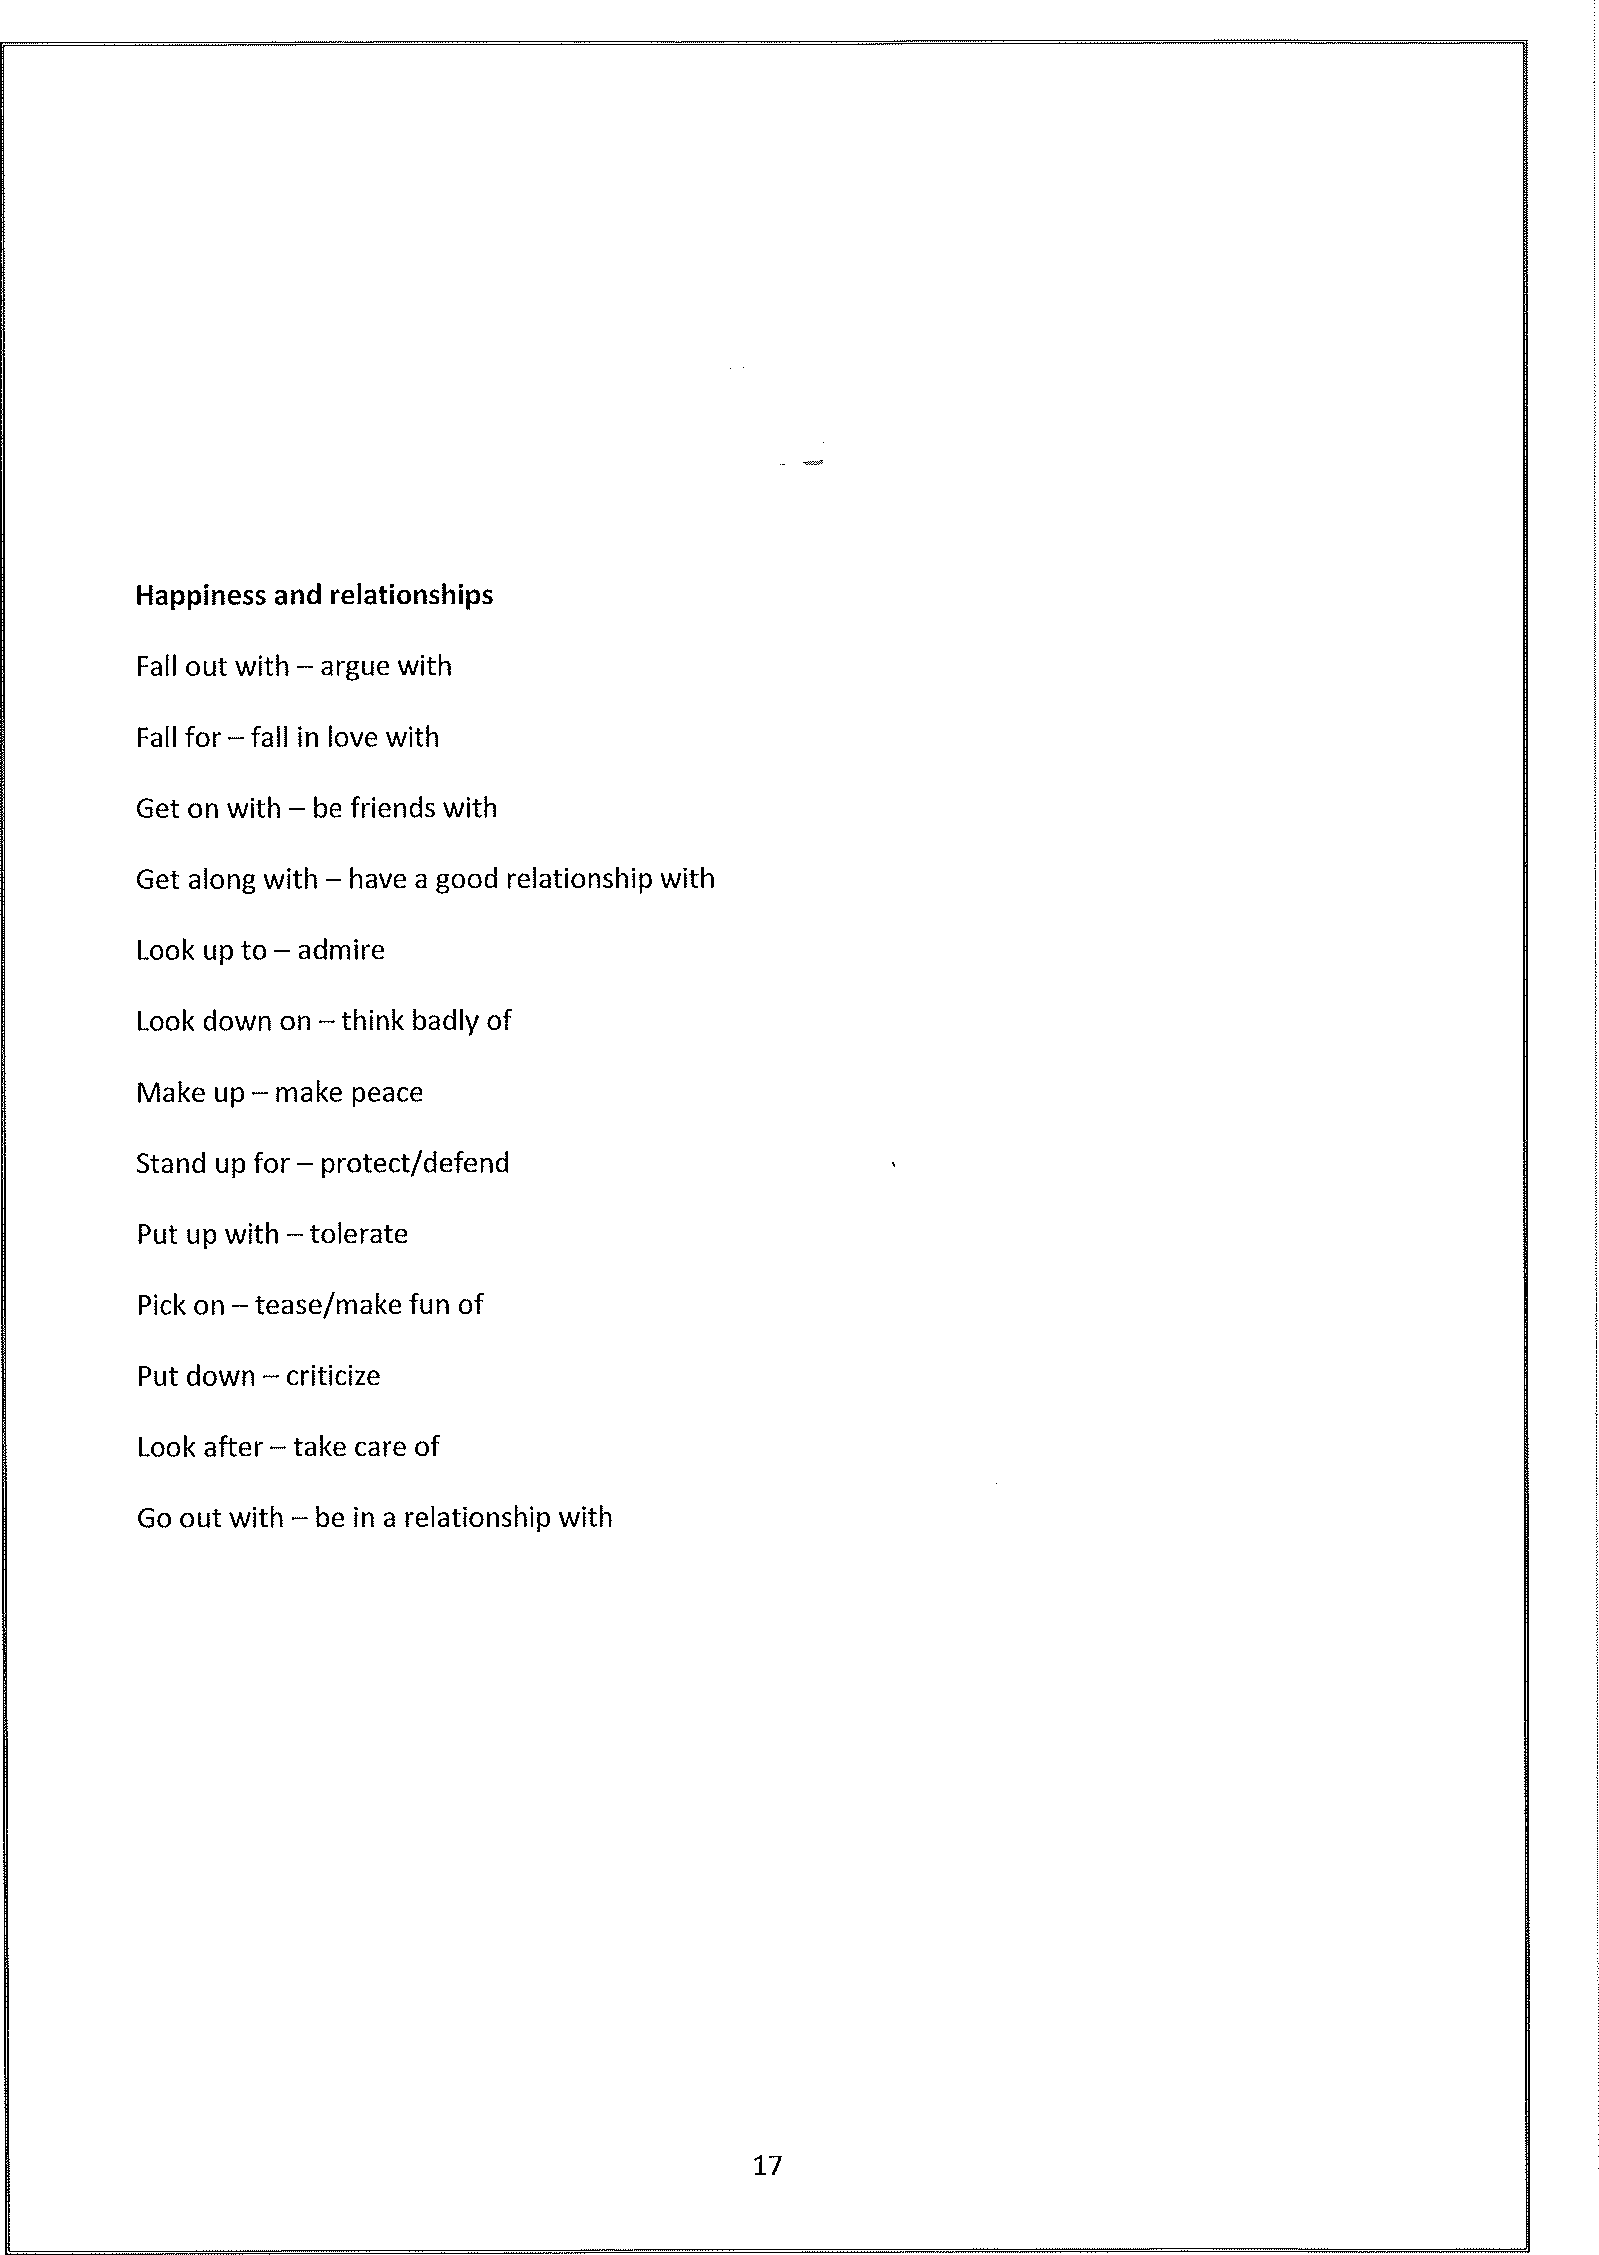 Happiness and relationships
Fall out with – argue with
Fall for – fall in love with
Get on with – be friends with
Get along with – have a good relationship with
Look up to – admire
Look down on – think badly of
Make up – make peace
Stand up for – protect/defend
Put up with – tolerate
Pick on – tease/make fun of
Put down – criticize
Look after – take care of
Go out with – be in a relationship with
17